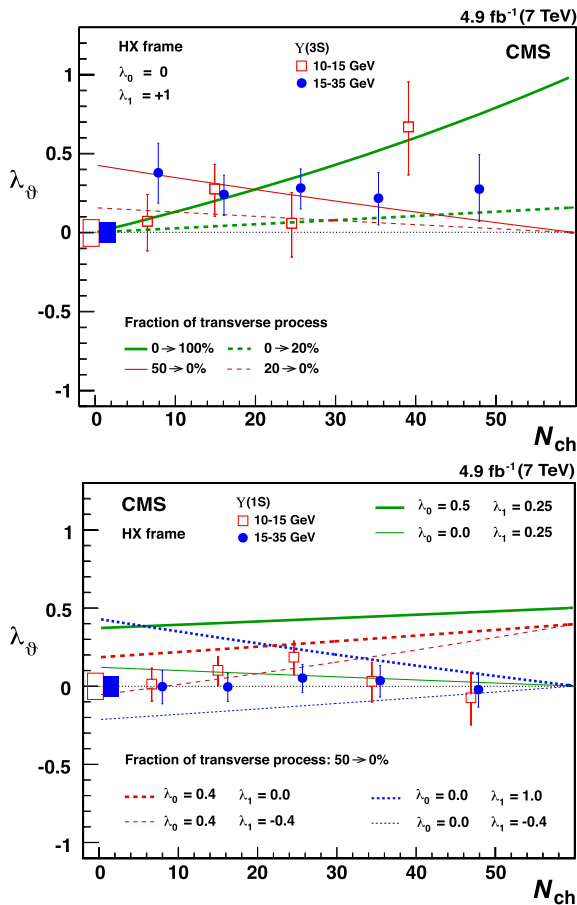 4.9 fb⁻¹(7 TeV)
HX frame
λ₀ = 0
λ₁ = +1
ϒ(3S)
10-15 GeV
15-35 GeV
CMS
1
0.5
0
-0.5
-1
λϑ
Fraction of transverse process
0→100% 0→20%
50→0% 20→0%
0 10 20 30 40 50
Nch
4.9 fb⁻¹(7 TeV)
CMS
HX frame
ϒ(1S)
10-15 GeV
15-35 GeV
λ₀ = 0.5 λ₁ = 0.25
λ₀ = 0.0 λ₁ = 0.25
1
0.5
0
-0.5
-1
λϑ
Fraction of transverse process: 50→0%
λ₀ = 0.4 λ₁ = 0.0 λ₀ = 0.0 λ₁ = 1.0
λ₀ = 0.4 λ₁ = -0.4 λ₀ = 0.0 λ₁ = -0.4
0 10 20 30 40 50
Nch